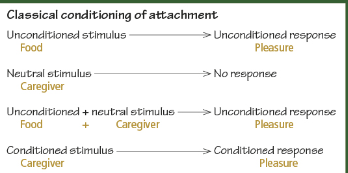 Classical conditioning of attachment
Unconditioned stimulus Unconditioned response
Food Pleasure
Neutral stimulus No response
Caregiver
Unconditioned + neutral stimulus Unconditioned response
Food + Caregiver Pleasure
Conditioned stimulus Conditioned response
Caregiver Pleasure